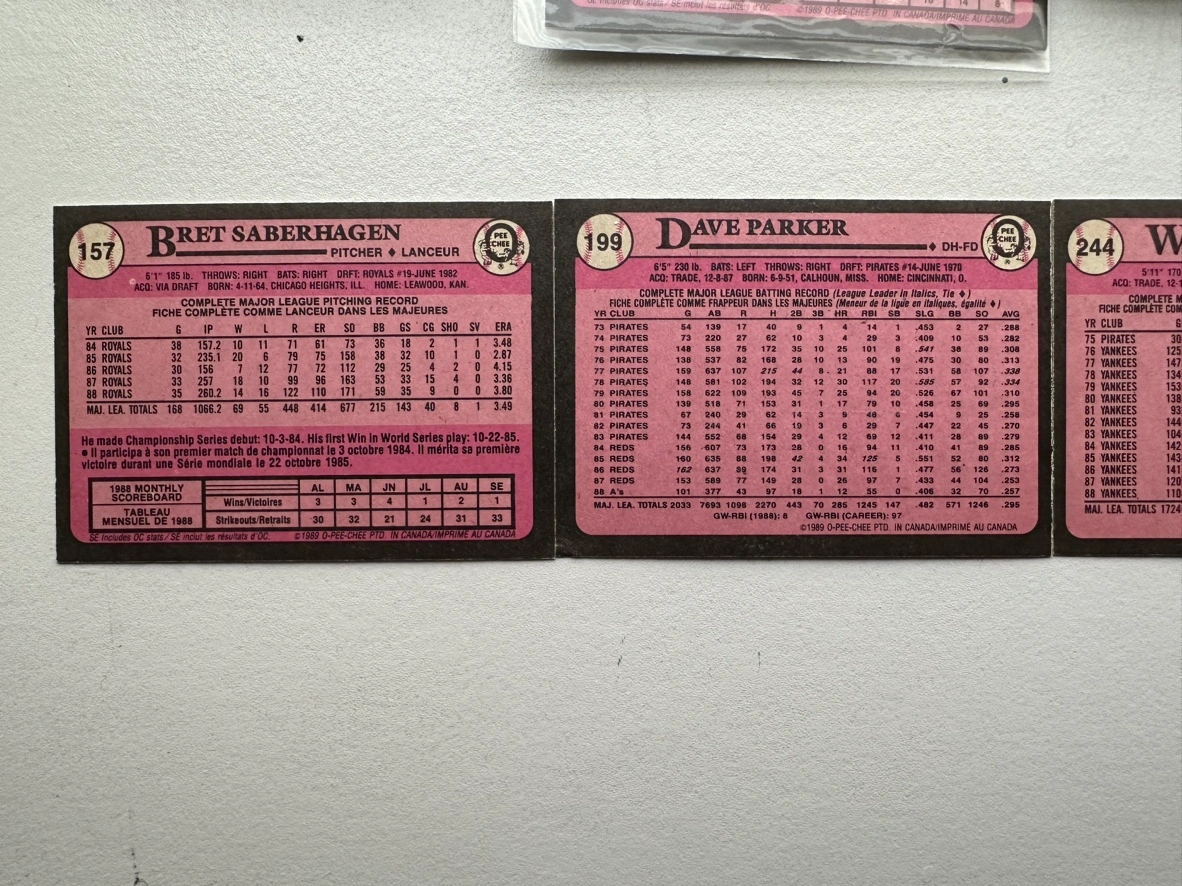 SE includes OC stats / SE inclut les résultats d'OC. ©1989 O-PEE-CHEE PTD. IN CANADA/IMPRIMÉ AU CANADA
157
BRET SABERHAGEN
PITCHER ♦ LANCEUR
PEE CHEE
6'1" 185 lb. THROWS: RIGHT BATS: RIGHT DRFT: ROYALS #19-JUNE 1982
ACQ: VIA DRAFT BORN: 4-11-64, CHICAGO HEIGHTS, ILL. HOME: LEAWOOD, KAN.
COMPLETE MAJOR LEAGUE PITCHING RECORD
FICHE COMPLÈTE COMME LANCEUR DANS LES MAJEURES
YR CLUB G IP W L R ER SO BB GS CG SHO SV ERA
84 ROYALS 38 157.2 10 11 71 61 73 36 18 2 1 1 3.48
85 ROYALS 32 235.1 20 6 79 75 158 38 32 10 1 0 2.87
86 ROYALS 30 156 7 12 77 72 112 29 25 4 2 0 4.15
87 ROYALS 33 257 18 10 99 96 163 53 33 15 4 0 3.36
88 ROYALS 35 260.2 14 16 122 110 171 59 35 9 0 0 3.80
MAJ. LEA. TOTALS 168 1066.2 69 55 448 414 677 215 143 40 8 1 3.49
He made Championship Series debut: 10-3-84. His first Win in World Series play: 10-22-85.
● Il participa à son premier match de championnat le 3 octobre 1984. Il mérita se première
victoire durant une Série mondiale le 22 octobre 1985.
1988 MONTHLY SCOREBOARD AL MA JN JL AU SE
Wins/Victoires 3 3 4 1 2 1
TABLEAU MENSUEL DE 1988 Strikeouts/Retraits 30 32 21 24 31 33
SE includes OC stats / SE inclut les résultats d'OC. ©1989 O-PEE-CHEE PTD. IN CANADA/IMPRIMÉ AU CANADA
199
DAVE PARKER
♦ DH-FD
PEE CHEE
6'5" 230 lb. BATS: LEFT THROWS: RIGHT DRFT: PIRATES #14-JUNE 1970
ACQ: TRADE, 12-8-87 BORN: 6-9-51, CALHOUN, MISS. HOME: CINCINNATI, O.
COMPLETE MAJOR LEAGUE BATTING RECORD (League Leader in Italics, Tie ♦)
FICHE COMPLÈTE COMME FRAPPEUR DANS LES MAJEURES (Meneur de la ligue en italiques, égalité ♦)
YR CLUB G AB R H 2B 3B HR RBI SB SLG BB SO AVG
73 PIRATES 54 139 17 40 9 1 4 14 1 .453 2 27 .288
74 PIRATES 73 220 27 62 10 3 4 29 3 .409 10 53 .282
75 PIRATES 148 558 75 172 35 10 25 101 8 .541 38 89 .308
76 PIRATES 138 537 82 168 28 10 13 90 19 .475 30 80 .313
77 PIRATES 159 637 107 215 44 8 21 88 17 .531 58 107 .338
78 PIRATES 148 581 102 194 32 12 30 117 20 .585 57 92 .334
79 PIRATES 158 622 109 193 45 7 25 94 20 .526 67 101 .310
80 PIRATES 139 518 71 153 31 1 17 79 10 .458 25 69 .295
81 PIRATES 67 240 29 62 14 3 9 48 6 .454 9 25 .258
82 PIRATES 73 244 41 66 19 3 6 29 7 .447 22 45 .270
83 PIRATES 144 552 68 154 29 4 12 69 12 .411 28 89 .279
84 REDS 156 607 73 173 28 0 16 94 11 .410 41 89 .285
85 REDS 160 635 88 198 42 4 34 125 5 .551 52 80 .312
86 REDS 162 637 89 174 31 3 31 116 1 .477 56 126 .273
87 REDS 153 589 77 149 28 0 26 97 7 .433 44 104 .253
88 A's 101 377 43 97 18 1 12 55 0 .406 32 70 .257
MAJ. LEA. TOTALS 2033 7693 1098 2270 443 70 285 1245 147 .482 571 1246 .295
GW-RBI (1988): 8 GW-RBI (CAREER): 97
©1989 O-PEE-CHEE PTD. IN CANADA/IMPRIMÉ AU CANADA
244
W
5'11" 170
ACQ: TRADE, 12-1
COMPLETE M
FICHE COMPLÈTE COM
YR CLUB G
75 PIRATES 30
76 YANKEES 125
77 YANKEES 147
78 YANKEES 134
79 YANKEES 153
80 YANKEES 138
81 YANKEES 93
82 YANKEES 144
83 YANKEES 104
84 YANKEES 142
85 YANKEES 143
86 YANKEES 141
87 YANKEES 120
88 YANKEES 110
MAJ. LEA. TOTALS 1724